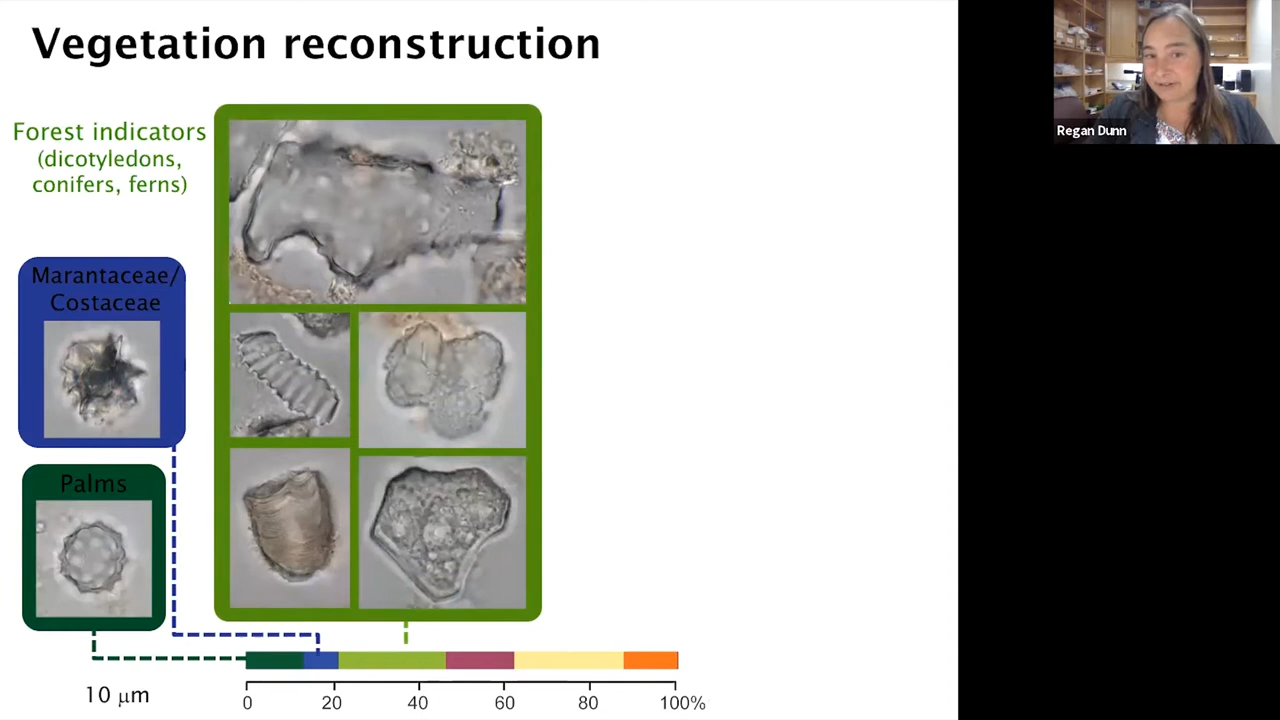 Vegetation reconstruction
Regan Dunn
Forest indicators
(dicotyledons,
conifers, ferns)
Marantaceae/
Costaceae
Palms
10 μm
0 20 40 60 80 100%